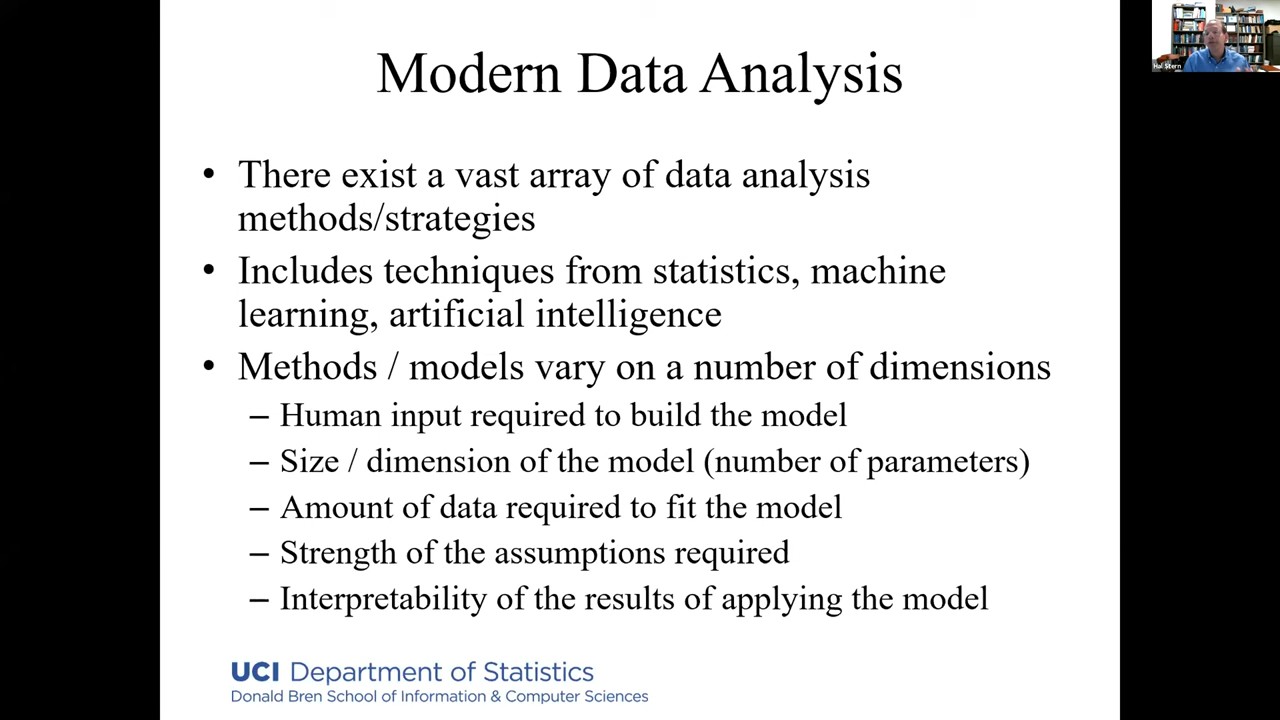 Modern Data Analysis
Hal Stern
• There exist a vast array of data analysis
methods/strategies
• Includes techniques from statistics, machine
learning, artificial intelligence
• Methods / models vary on a number of dimensions
– Human input required to build the model
– Size / dimension of the model (number of parameters)
– Amount of data required to fit the model
– Strength of the assumptions required
– Interpretability of the results of applying the model
UCI Department of Statistics
Donald Bren School of Information & Computer Sciences